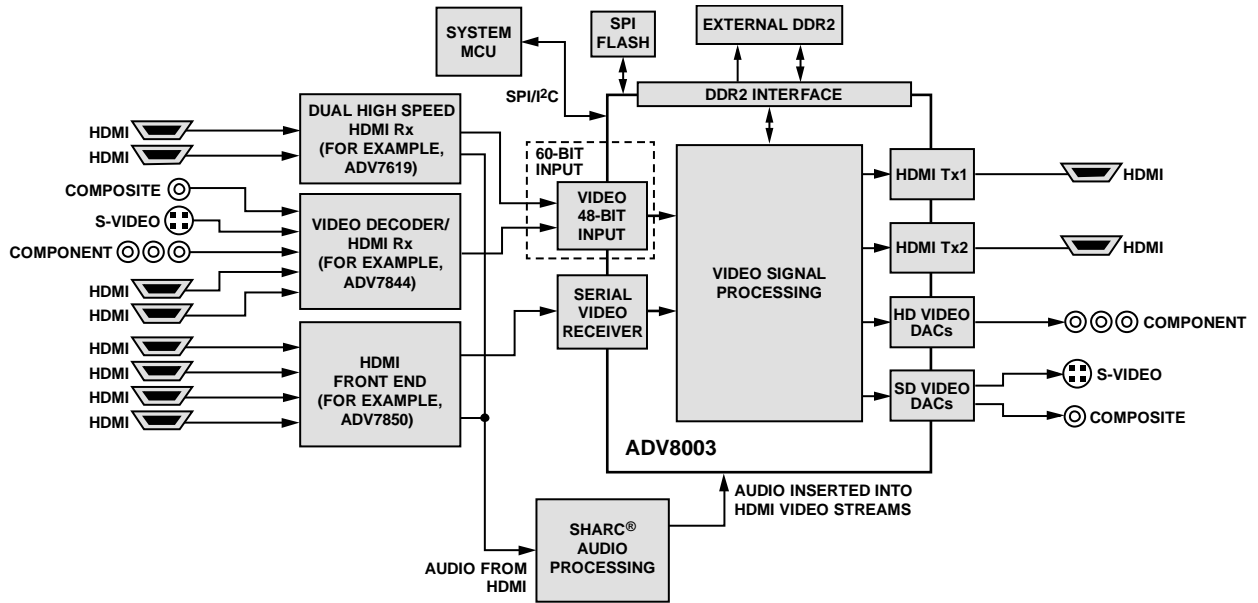 SYSTEM
MCU
SPI
FLASH
EXTERNAL DDR2
SPI/I2C
DDR2 INTERFACE
HDMI
HDMI
DUAL HIGH SPEED
HDMI Rx
(FOR EXAMPLE,
ADV7619)
60-BIT
INPUT
VIDEO
48-BIT
INPUT
COMPOSITE
S-VIDEO
COMPONENT
HDMI
HDMI
VIDEO DECODER/
HDMI Rx
(FOR EXAMPLE,
ADV7844)
SERIAL
VIDEO
RECEIVER
HDMI
HDMI
HDMI
HDMI
HDMI
FRONT END
(FOR EXAMPLE,
ADV7850)
VIDEO SIGNAL
PROCESSING
HDMI Tx1
HDMI
HDMI Tx2
HDMI
HD VIDEO
DACs
COMPONENT
SD VIDEO
DACs
S-VIDEO
COMPOSITE
ADV8003
AUDIO INSERTED INTO
HDMI VIDEO STREAMS
SHARC®
AUDIO
PROCESSING
AUDIO FROM
HDMI